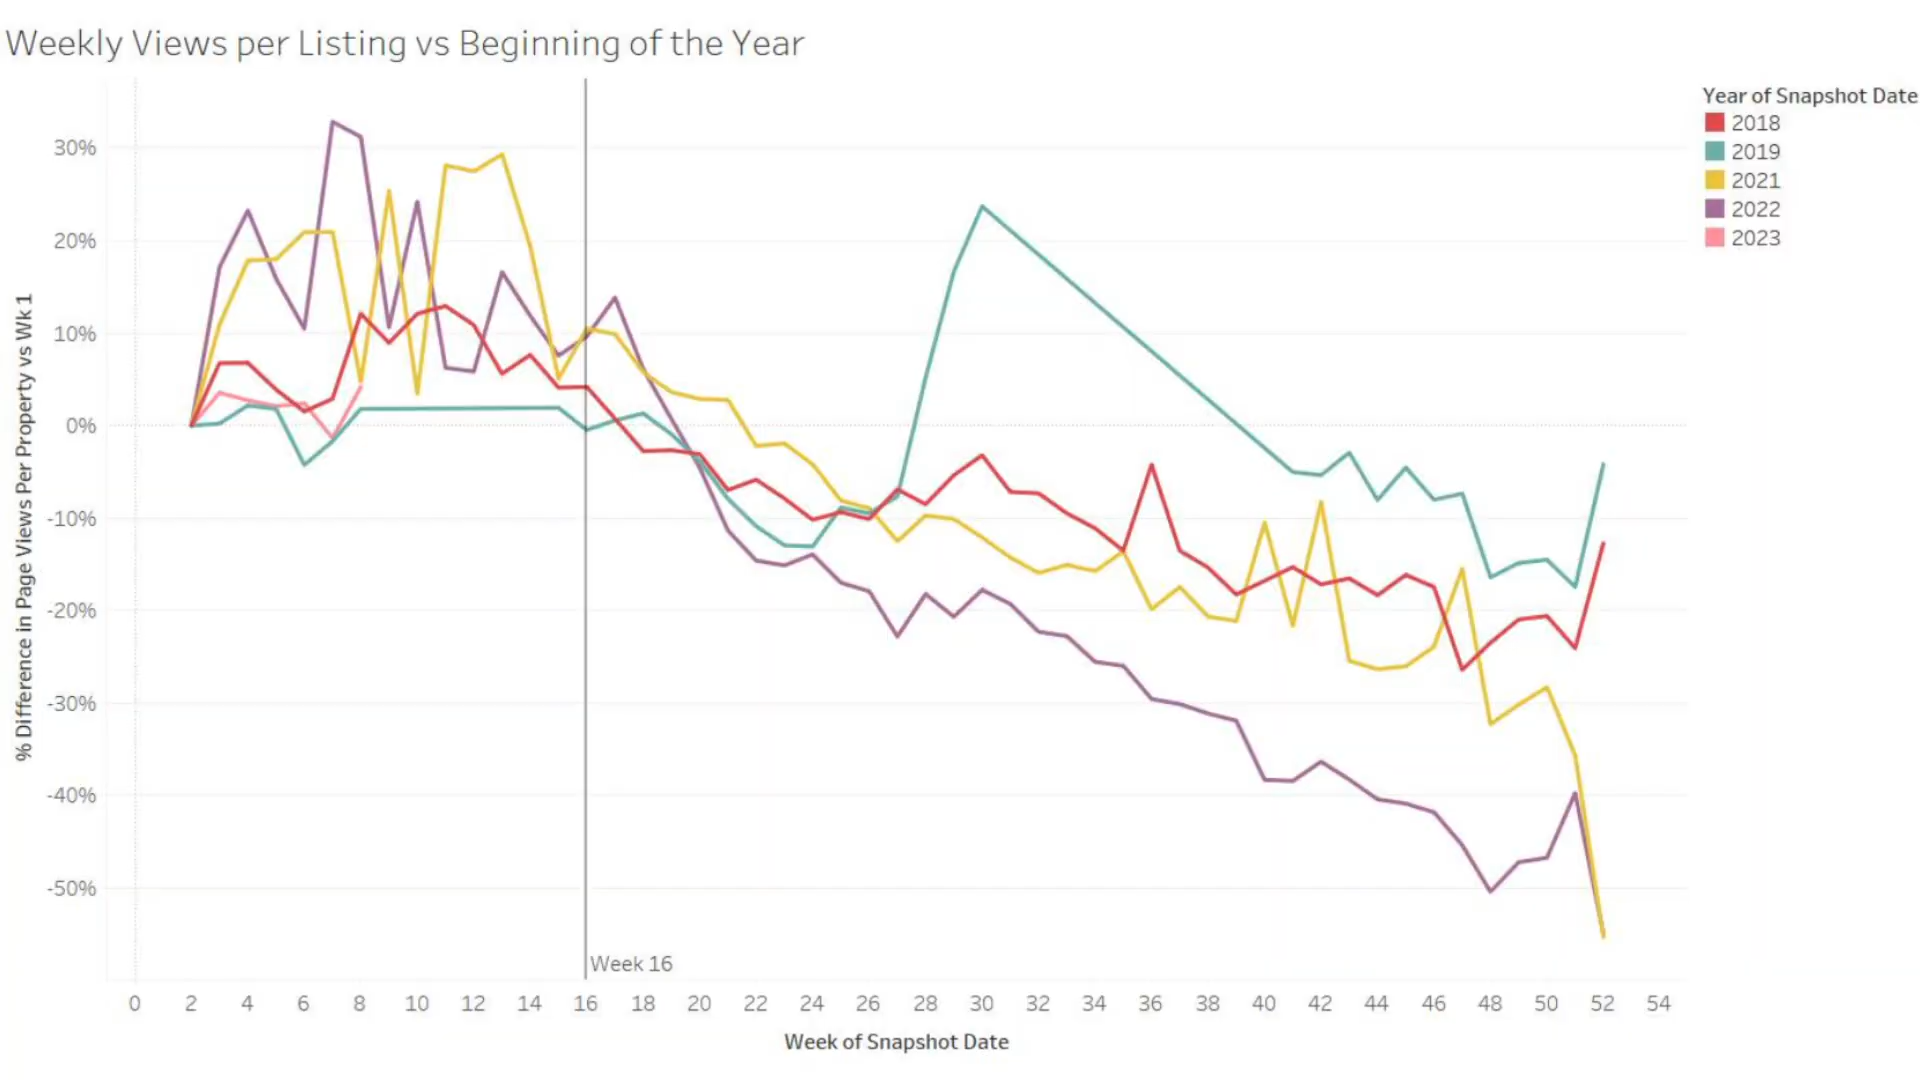 Weekly Views per Listing vs Beginning of the Year
Year of Snapshot Date
2018
2019
2021
2022
2023
% Difference in Page Views Per Property vs Wk1
30%
20%
10%
0%
-10%
-20%
-30%
-40%
-50%
Week 16
0 2 4 6 8 10 12 14 16 18 20 22 24 26 28 30 32 34 36 38 40 42 44 46 48 50 52 54
Week of Snapshot Date